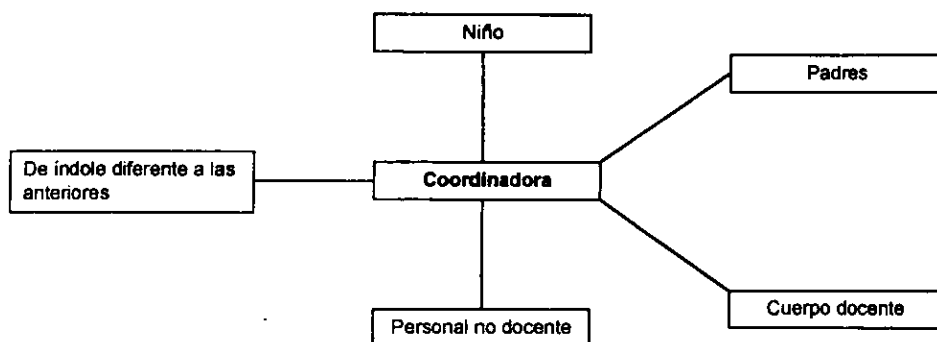 Niño
Padres
De índole diferente a las
anteriores
Coordinadora
Personal no docente
Cuerpo docente